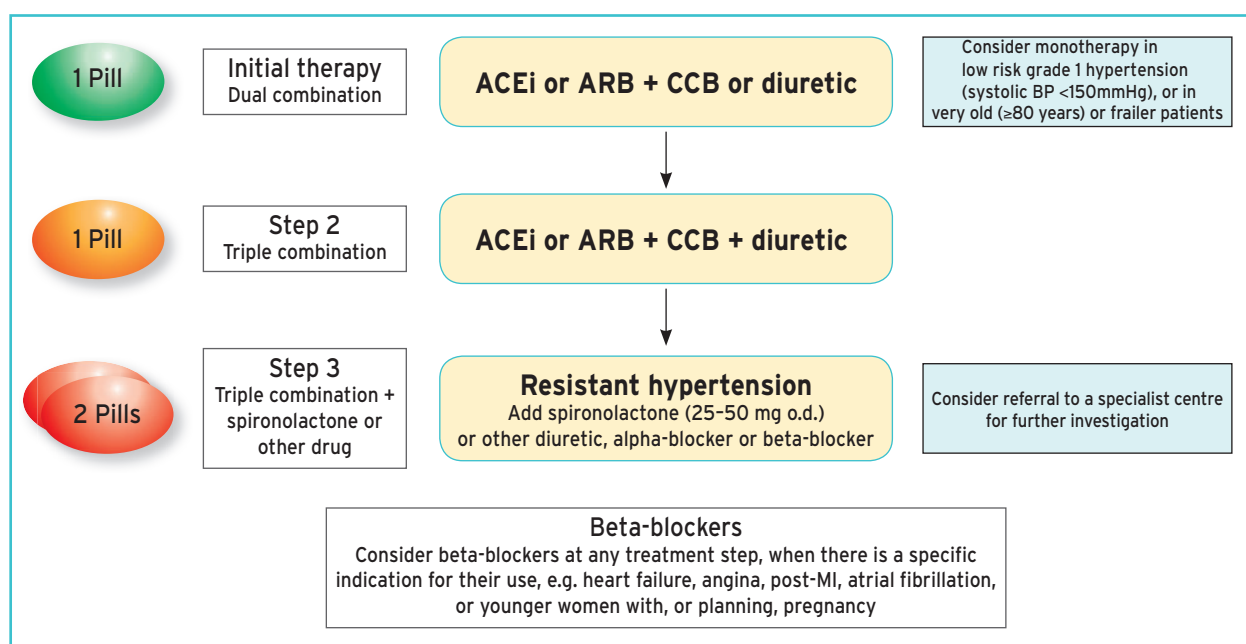 1 Pill
Initial therapy
Dual combination
ACEi or ARB + CCB or diuretic
Consider monotherapy in
low risk grade 1 hypertension
(systolic BP <150mmHg), or in
very old (≥80 years) or frailer patients
1 Pill
Step 2
Triple combination
ACEi or ARB + CCB + diuretic
2 Pills
Step 3
Triple combination +
spironolactone or
other drug
Resistant hypertension
Add spironolactone (25–50 mg o.d.)
or other diuretic, alpha-blocker or beta-blocker
Consider referral to a specialist centre
for further investigation
Beta-blockers
Consider beta-blockers at any treatment step, when there is a specific
indication for their use, e.g. heart failure, angina, post-MI, atrial fibrillation,
or younger women with, or planning, pregnancy